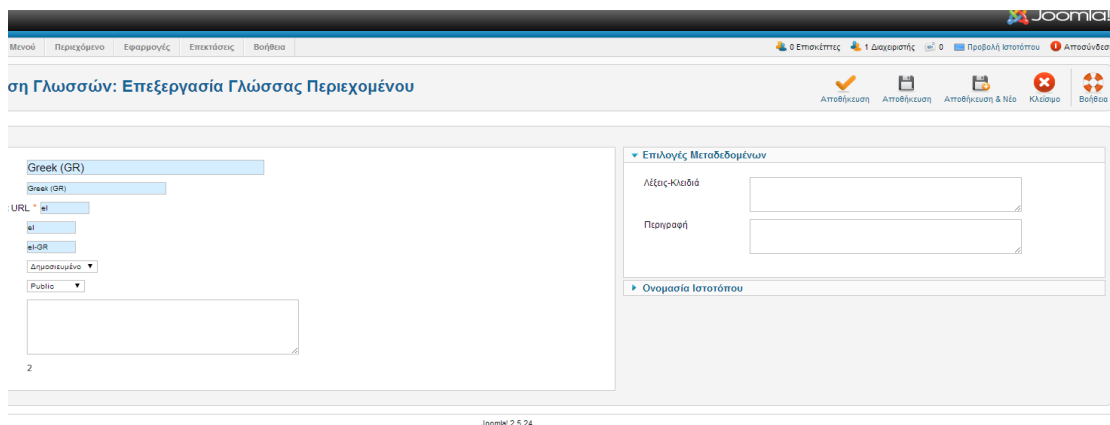 Joomla!
Μενού Περιεχόμενο Εφαρμογές Επεκτάσεις Βοήθεια 0 Επισκέπτες 1 Διαχειριστής 0 Προβολή Ιστοτόπου Αποσύνδεσ
ση Γλωσσών: Επεξεργασία Γλώσσας Περιεχομένου
Αποθήκευση Αποθήκευση Αποθήκευση & Νέο Κλείσιμο Βοήθεια
Greek (GR)
Greek (GR)
URL * el
el
el-GR
Δημοσιευμένο
Public
2
Επιλογές Μεταδεδομένων
Λέξεις-Κλειδιά
Περιγραφή
Ονομασία Ιστοτόπου
Joomla! 2.5.24